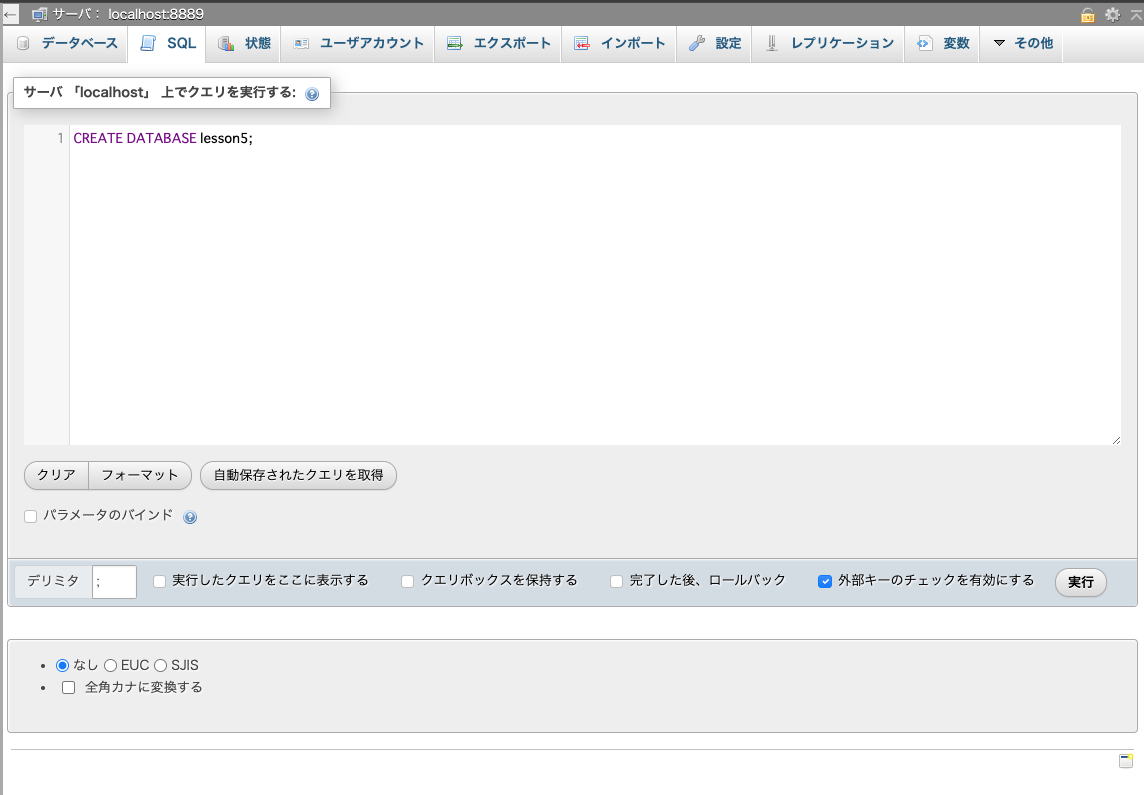 サーバ： localhost:8889
データベース SQL 状態 ユーザアカウント エクスポート インポート 設定 レプリケーション 変数 その他
サーバ 「localhost」 上でクエリを実行する:
1 CREATE DATABASE lesson5;
クリア フォーマット 自動保存されたクエリを取得
パラメータのバインド
デリミタ ; 実行したクエリをここに表示する クエリボックスを保持する 完了した後、ロールバック 外部キーのチェックを有効にする 実行
• なし EUC SJIS
• 全角カナに変換する